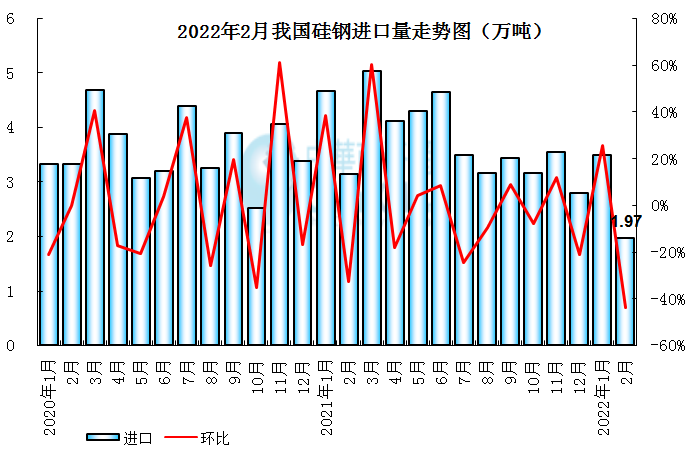 2022年2月我国硅钢进口量走势图（万吨）
6
5
4
3
2
1
0
80%
60%
40%
20%
0%
-20%
-40%
-60%
1.97
2020年1月
2月
3月
4月
5月
6月
7月
8月
9月
10月
11月
12月
2021年1月
2月
3月
4月
5月
6月
7月
8月
9月
10月
11月
12月
2022年1月
2月
进口
环比